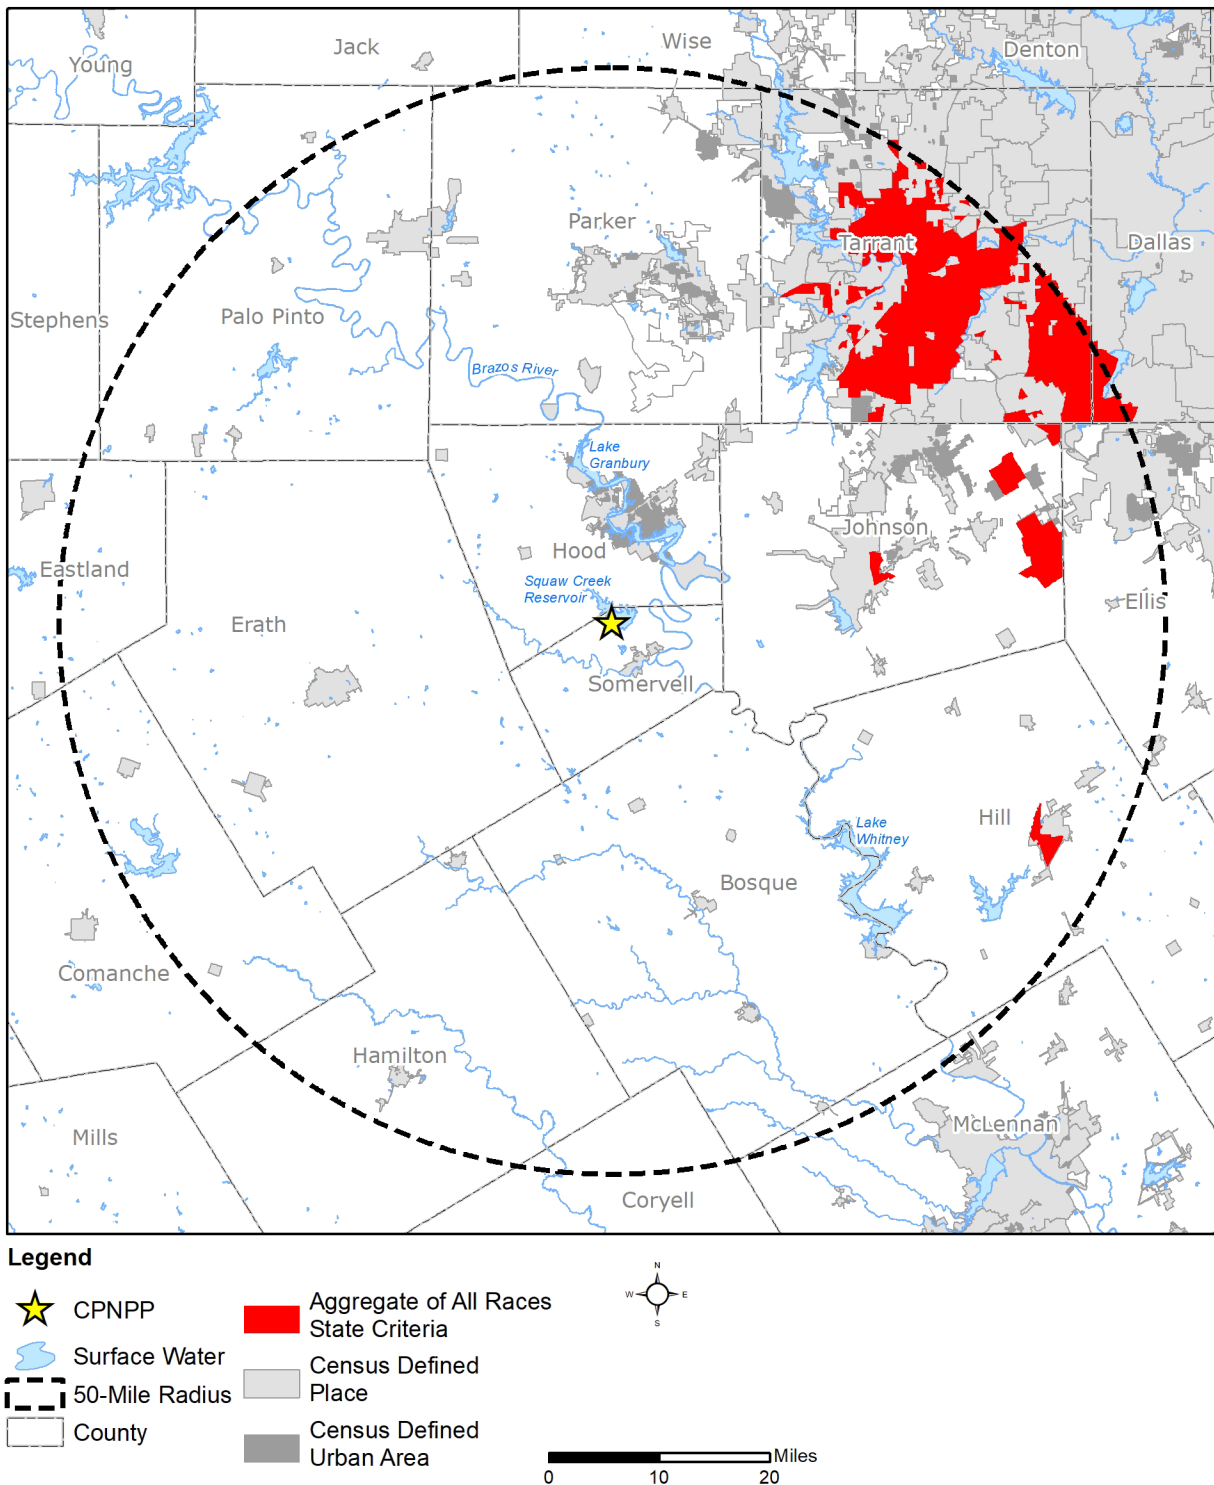 Jack
Wise
Denton
Young
Parker
Tarrant
Dallas
Stephens
Palo Pinto
Brazos River
Lake
Granbury
Johnson
Hood
Eastland
Squaw Creek
Reservoir
Ellis
Erath
Somervell
Hill
Lake
Whitney
Bosque
Comanche
Hamilton
McLennan
Mills
Coryell
Legend
CPNPP
Surface Water
50-Mile Radius
County
Aggregate of All Races
State Criteria
Census Defined
Place
Census Defined
Urban Area
N
W
E
S
Miles
0
10
20